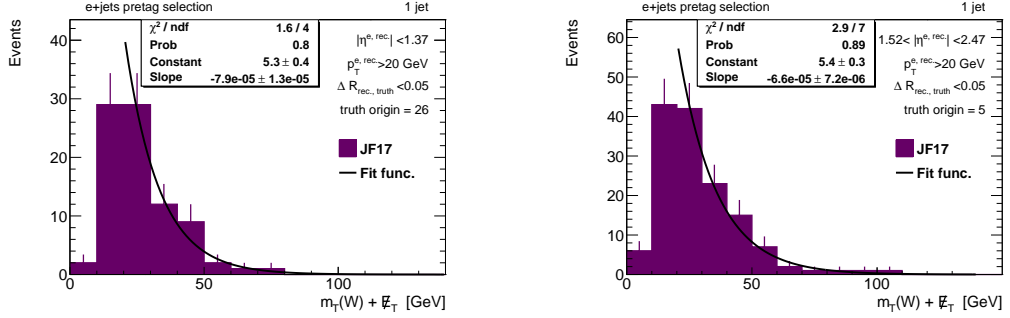 e+jets pretag selection 1 jet
χ² / ndf 1.6 / 4
Prob 0.8
Constant 5.3 ± 0.4
Slope -7.9e-05 ± 1.3e-05
|η^{e, rec.}| <1.37
p_T^{e, rec.}>20 GeV
Δ R_{rec., truth} <0.05
truth origin = 26
JF17
Fit func.
Events
40
30
20
10
0
0 50 100
m_T(W) + E̸_T [GeV]
e+jets pretag selection 1 jet
χ² / ndf 2.9 / 7
Prob 0.89
Constant 5.4 ± 0.3
Slope -6.6e-05 ± 7.2e-06
1.52< |η^{e, rec.}| <2.47
p_T^{e, rec.}>20 GeV
Δ R_{rec., truth} <0.05
truth origin = 5
JF17
Fit func.
Events
60
50
40
30
20
10
0
0 50 100
m_T(W) + E̸_T [GeV]